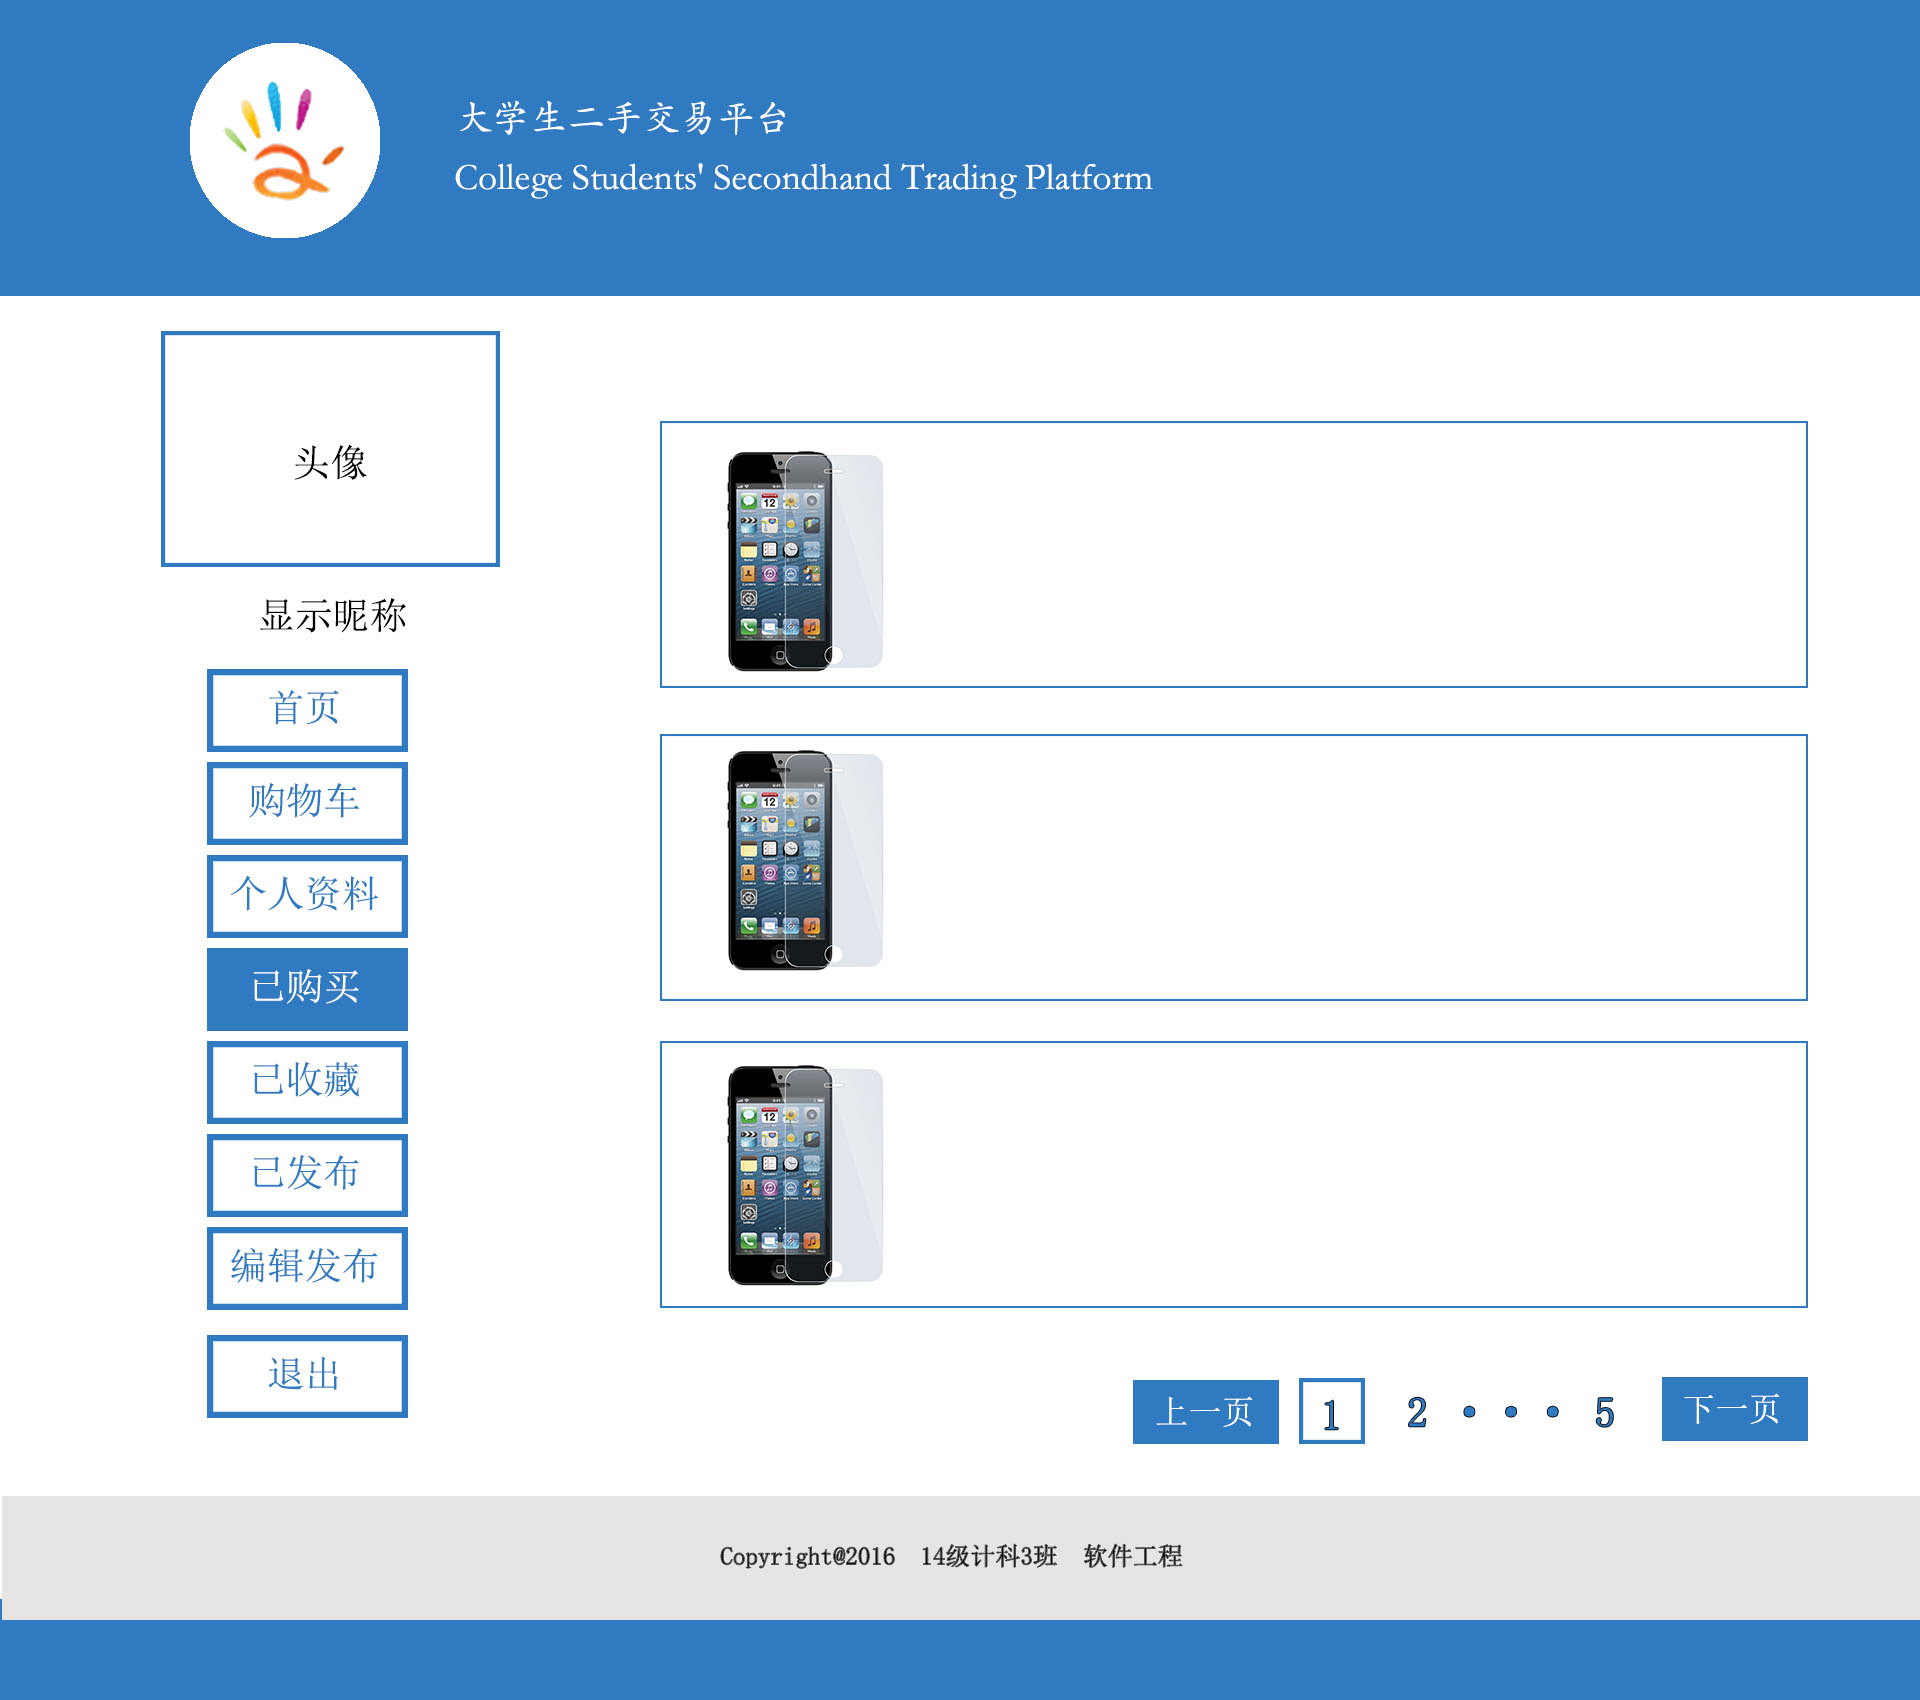 大学生二手交易平台
College Students' Secondhand Trading Platform
头像
显示昵称
首页
购物车
个人资料
已购买
已收藏
已发布
编辑发布
退出
12
12
12
上一页 1 2 • • • 5 下一页
Copyright@2016 14级计科3班 软件工程